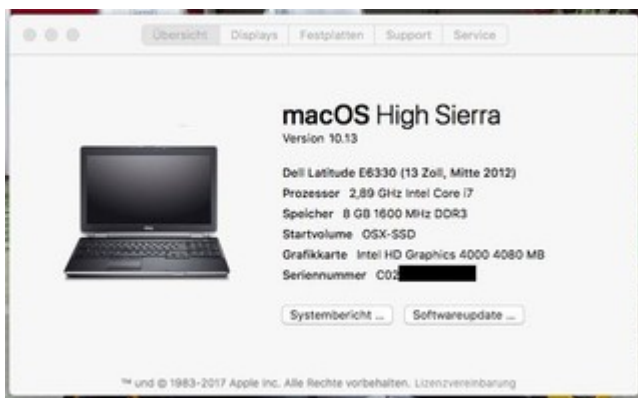 Übersicht Displays Festplatten Support Service
macOS High Sierra
Version 10.13
Dell Latitude E6330 (13 Zoll, Mitte 2012)
Prozessor 2,89 GHz Intel Core i7
Speicher 8 GB 1600 MHz DDR3
Startvolume OSX-SSD
Grafikkarte Intel HD Graphics 4000 4080 MB
Seriennummer C02
Systembericht ... Softwareupdate ...
™ und © 1983-2017 Apple Inc. Alle Rechte vorbehalten. Lizenzvereinbarung